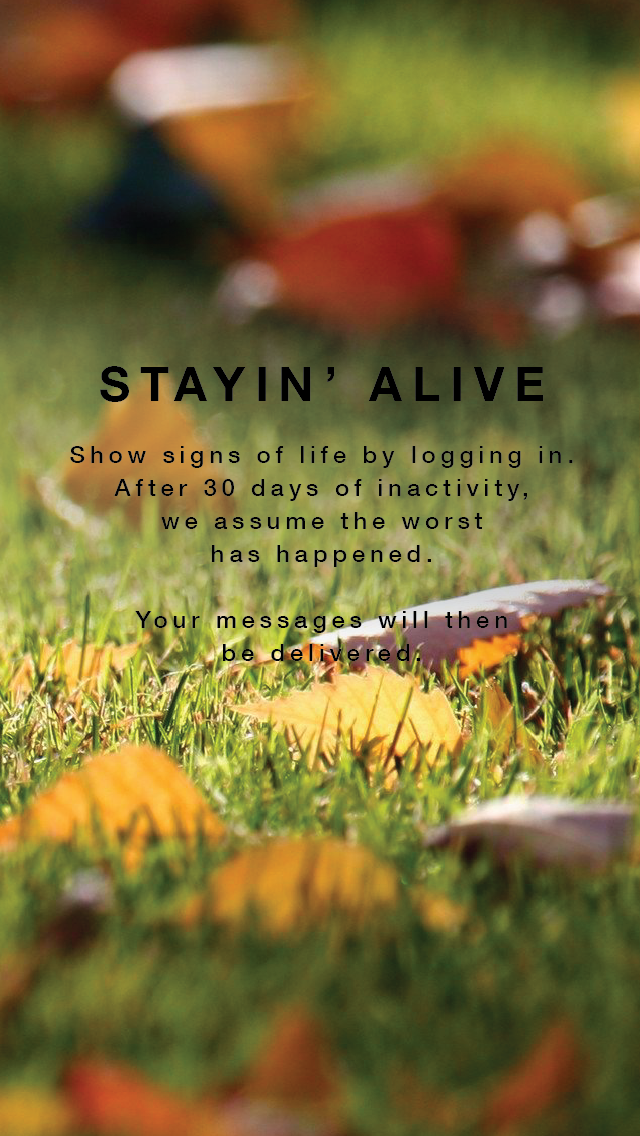 STAYIN’ ALIVE
Show signs of life by logging in.
After 30 days of inactivity,
we assume the worst
has happened.
Your messages will then
be delivered.